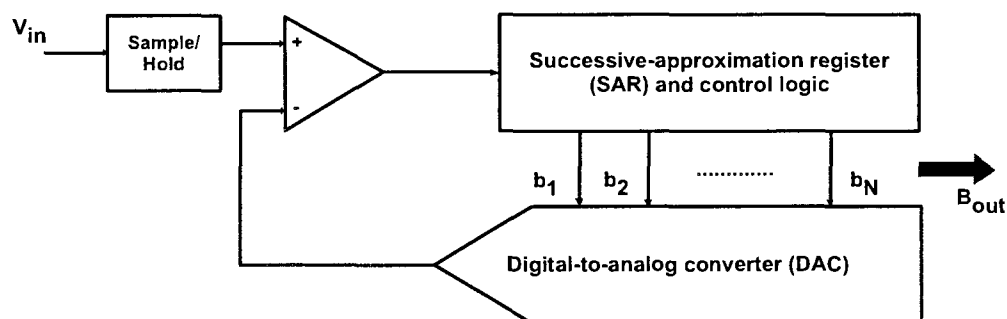 V_in
Sample/
Hold
+
-
Successive-approximation register
(SAR) and control logic
b_1 b_2 ............. b_N
B_out
Digital-to-analog converter (DAC)